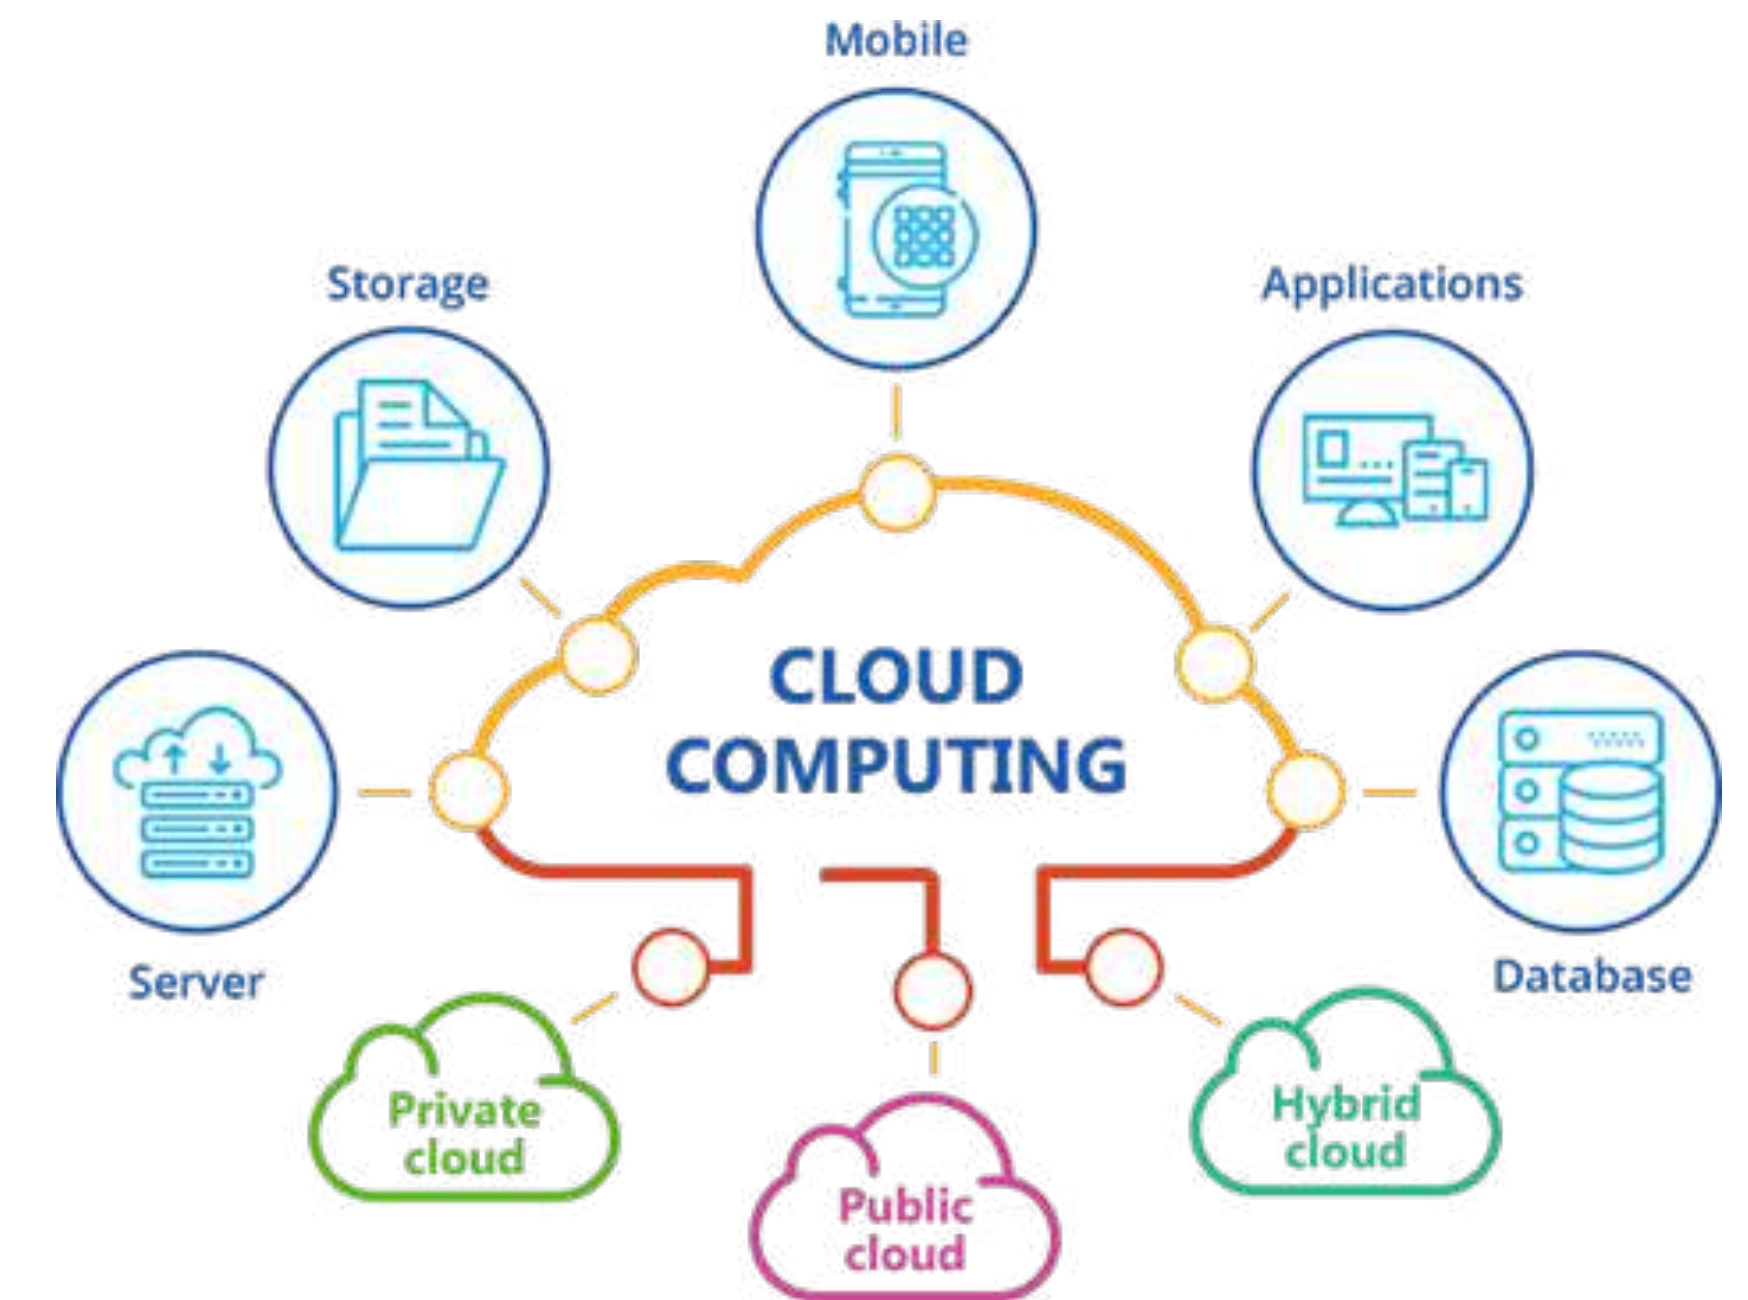 Mobile
Storage
Applications
CLOUD
COMPUTING
Server
Database
Private
cloud
Public
cloud
Hybrid
cloud